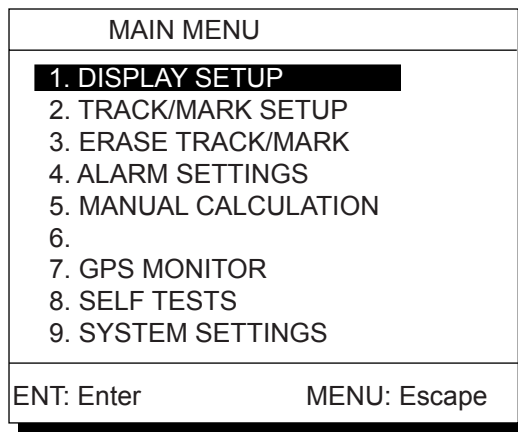 MAIN MENU
1. DISPLAY SETUP
2. TRACK/MARK SETUP
3. ERASE TRACK/MARK
4. ALARM SETTINGS
5. MANUAL CALCULATION
6.
7. GPS MONITOR
8. SELF TESTS
9. SYSTEM SETTINGS
ENT: Enter MENU: Escape